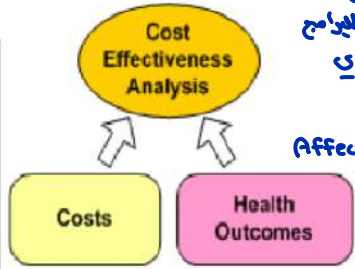 Cost
Effectiveness
Analysis
Affec
Costs
Health
Outcomes